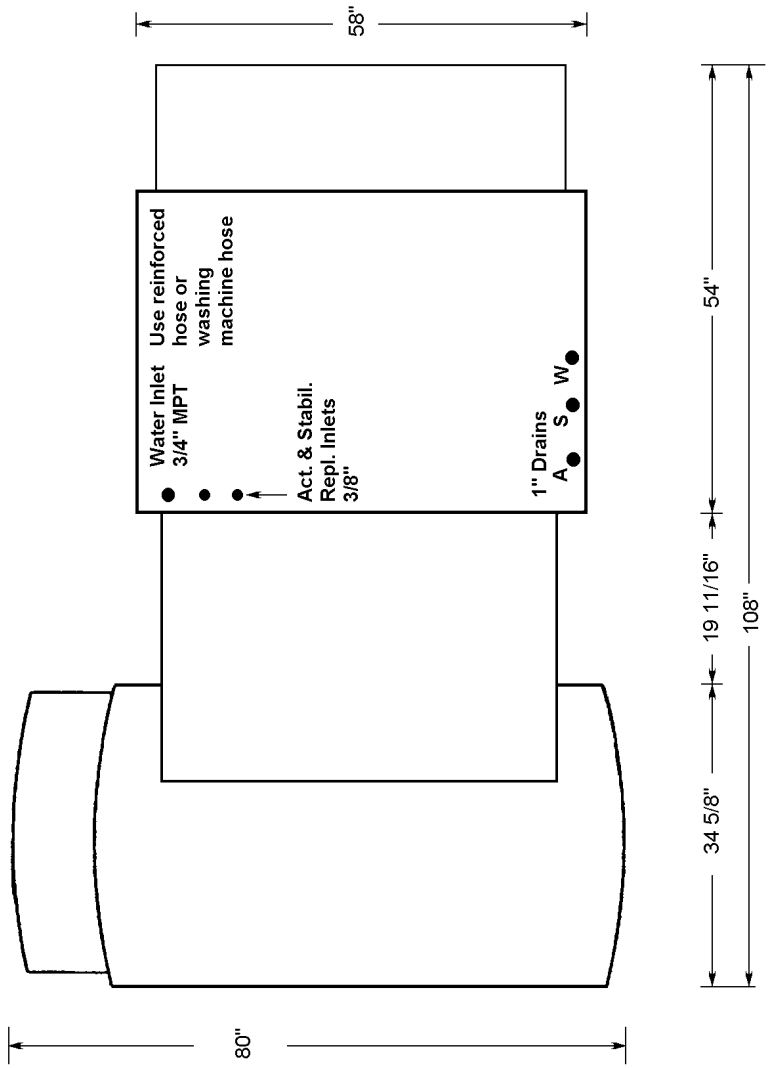 58"
Water Inlet
3/4" MPT
Use reinforced
hose or
washing
machine hose
Act. & Stabil.
Repl. Inlets
3/8"
1" Drains
A S W
34 5/8"
19 11/16"
54"
108"
80"